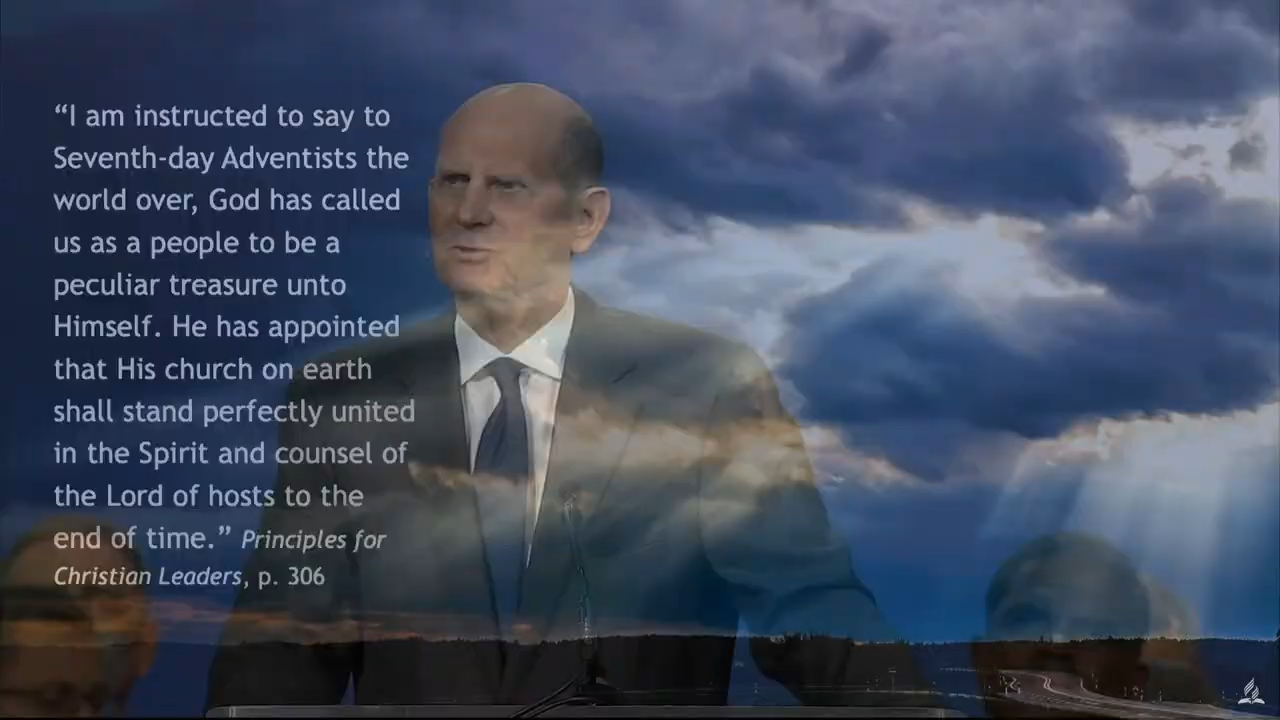 “I am instructed to say to
Seventh-day Adventists the
world over, God has called
us as a people to be a
peculiar treasure unto
Himself. He has appointed
that His church on earth
shall stand perfectly united
in the Spirit and counsel of
the Lord of hosts to the
end of time.” Principles for
Christian Leaders, p. 306